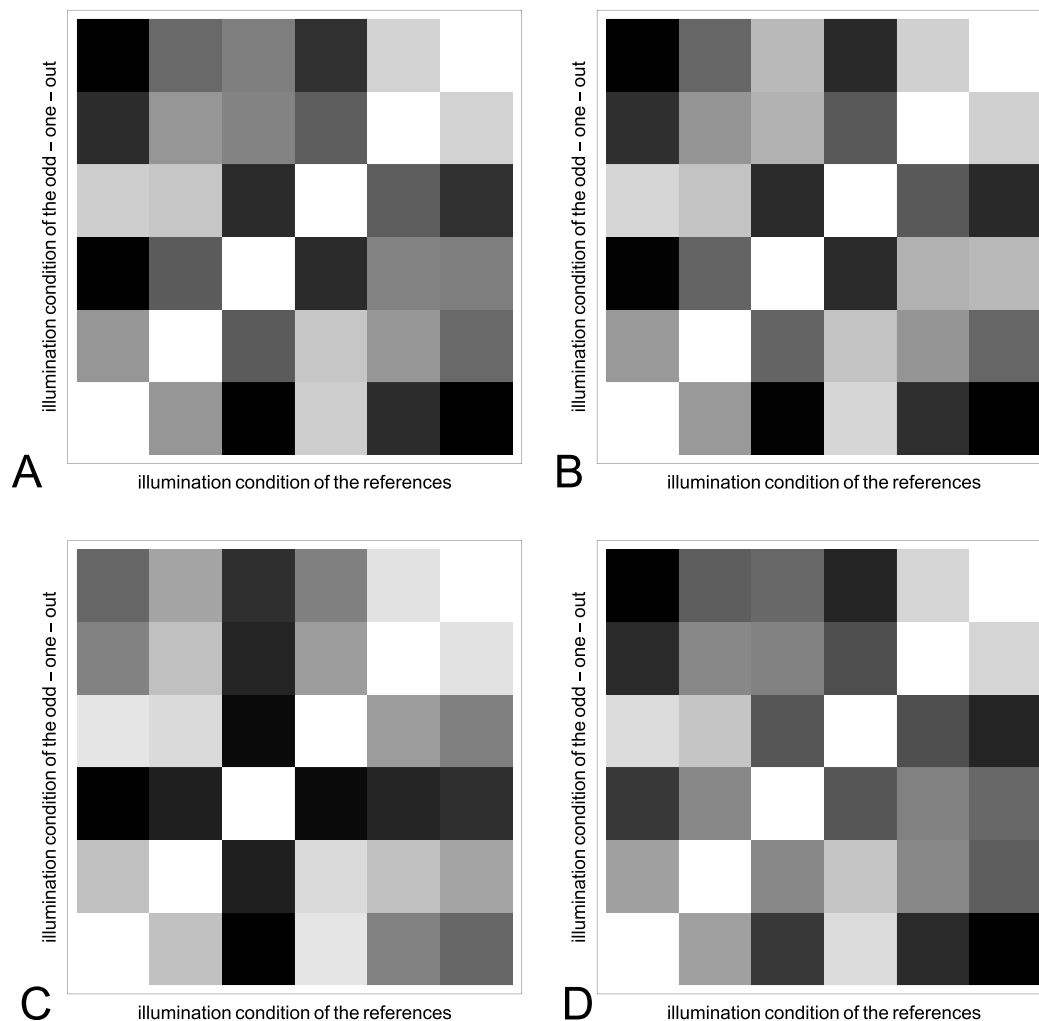 illumination condition of the odd – one – out
illumination condition of the odd – one – out
A
illumination condition of the references
B
illumination condition of the references
illumination condition of the odd – one – out
illumination condition of the odd – one – out
C
illumination condition of the references
D
illumination condition of the references